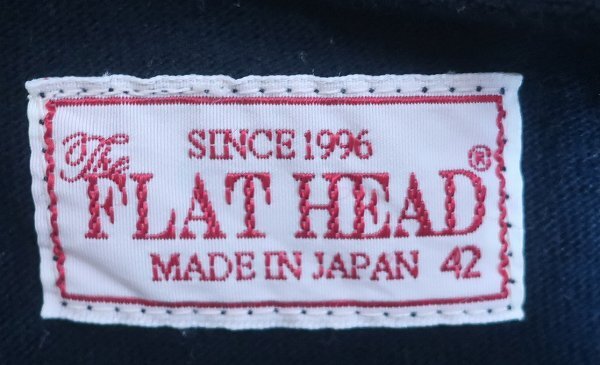 SINCE 1996
The
FLAT HEAD®
MADE IN JAPAN 42